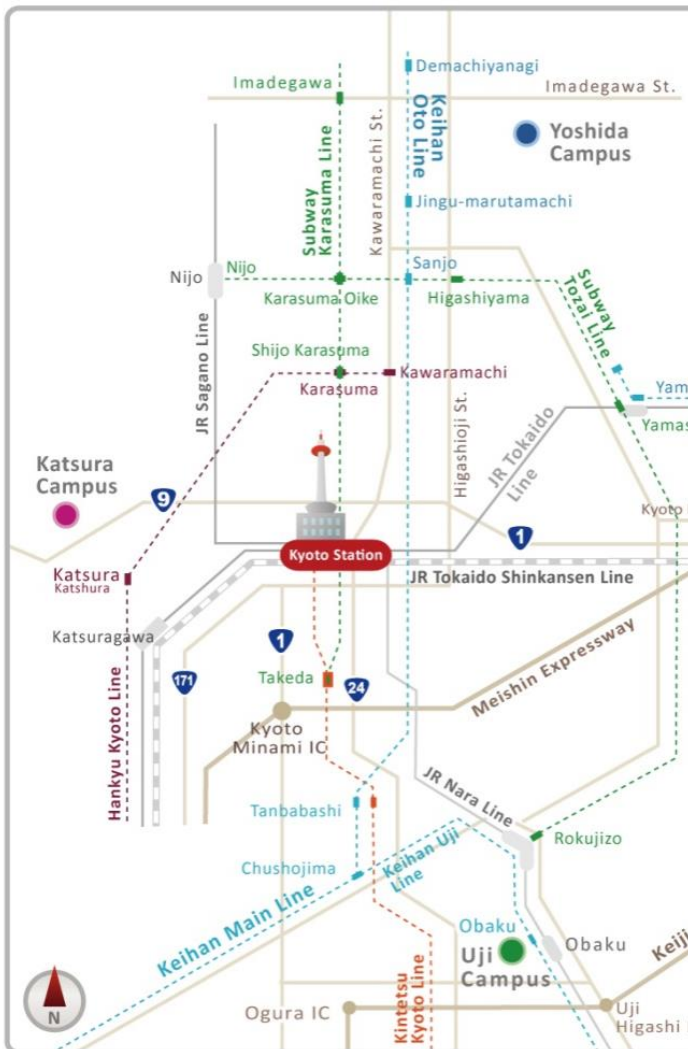 Imadegawa
Demachiyanagi
Imadegawa St.
Keihan
Oto Line
Yoshida
Campus
Subway
Karasuma Line
Kawaramachi St.
Jingu-marutamachi
Nijo
Nijo
Karasuma Oike
Sanjo
Higashiyama
Subway
Tozai Line
Shijo Karasuma
Karasuma
Kawaramachi
JR Sagano Line
Higashioji St.
JR Tokaido
Line
Yam
Yamas
Katsura
Campus
9
Kyoto
1
Kyoto Station
JR Tokaido Shinkansen Line
Katsura
Katshura
Katsuragawa
171
1
Takeda
24
Meishin Expressway
Kyoto
Minami IC
Hankyu Kyoto Line
JR Nara Line
Tanbabashi
Rokujizo
Chushojima
Keihan Uji
Line
Keihan Main Line
Obaku
Obaku
Uji
Campus
Keiji
Kintetsu
Kyoto Line
N
Ogura IC
Uji
Higashi